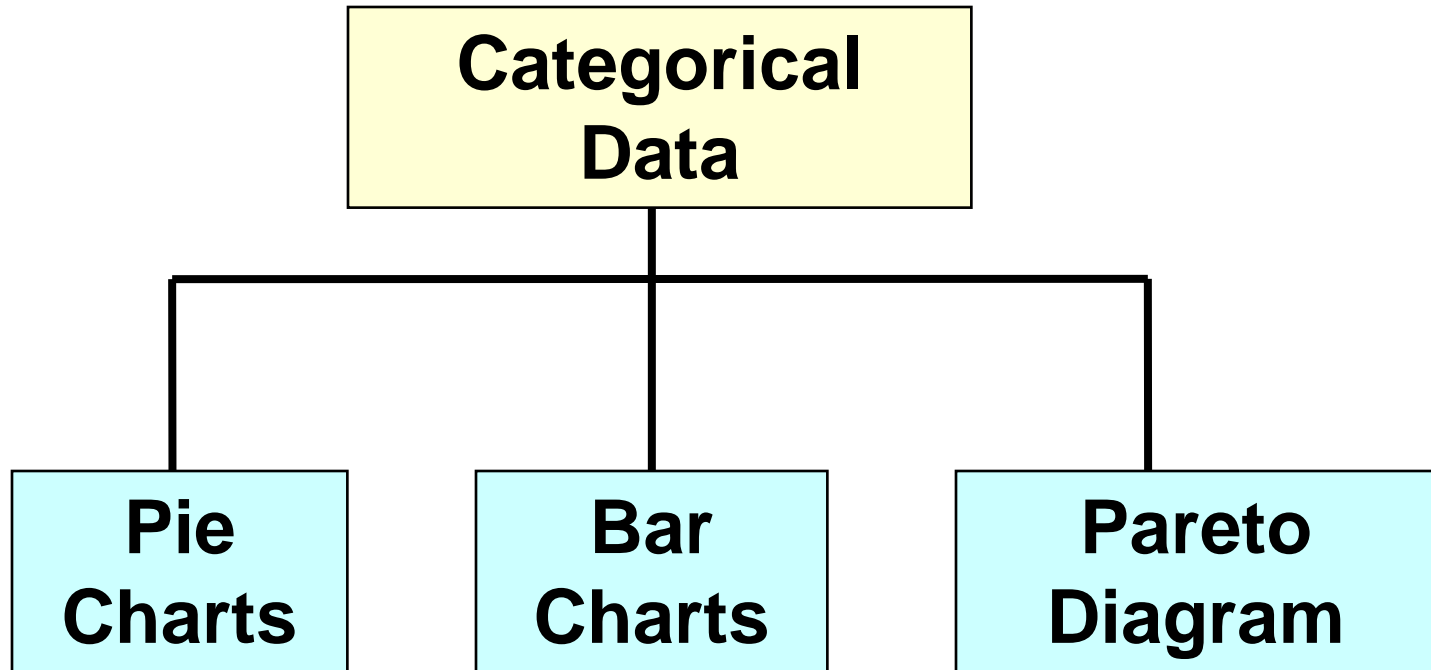 Categorical
Data
Pie
Charts
Bar
Charts
Pareto
Diagram